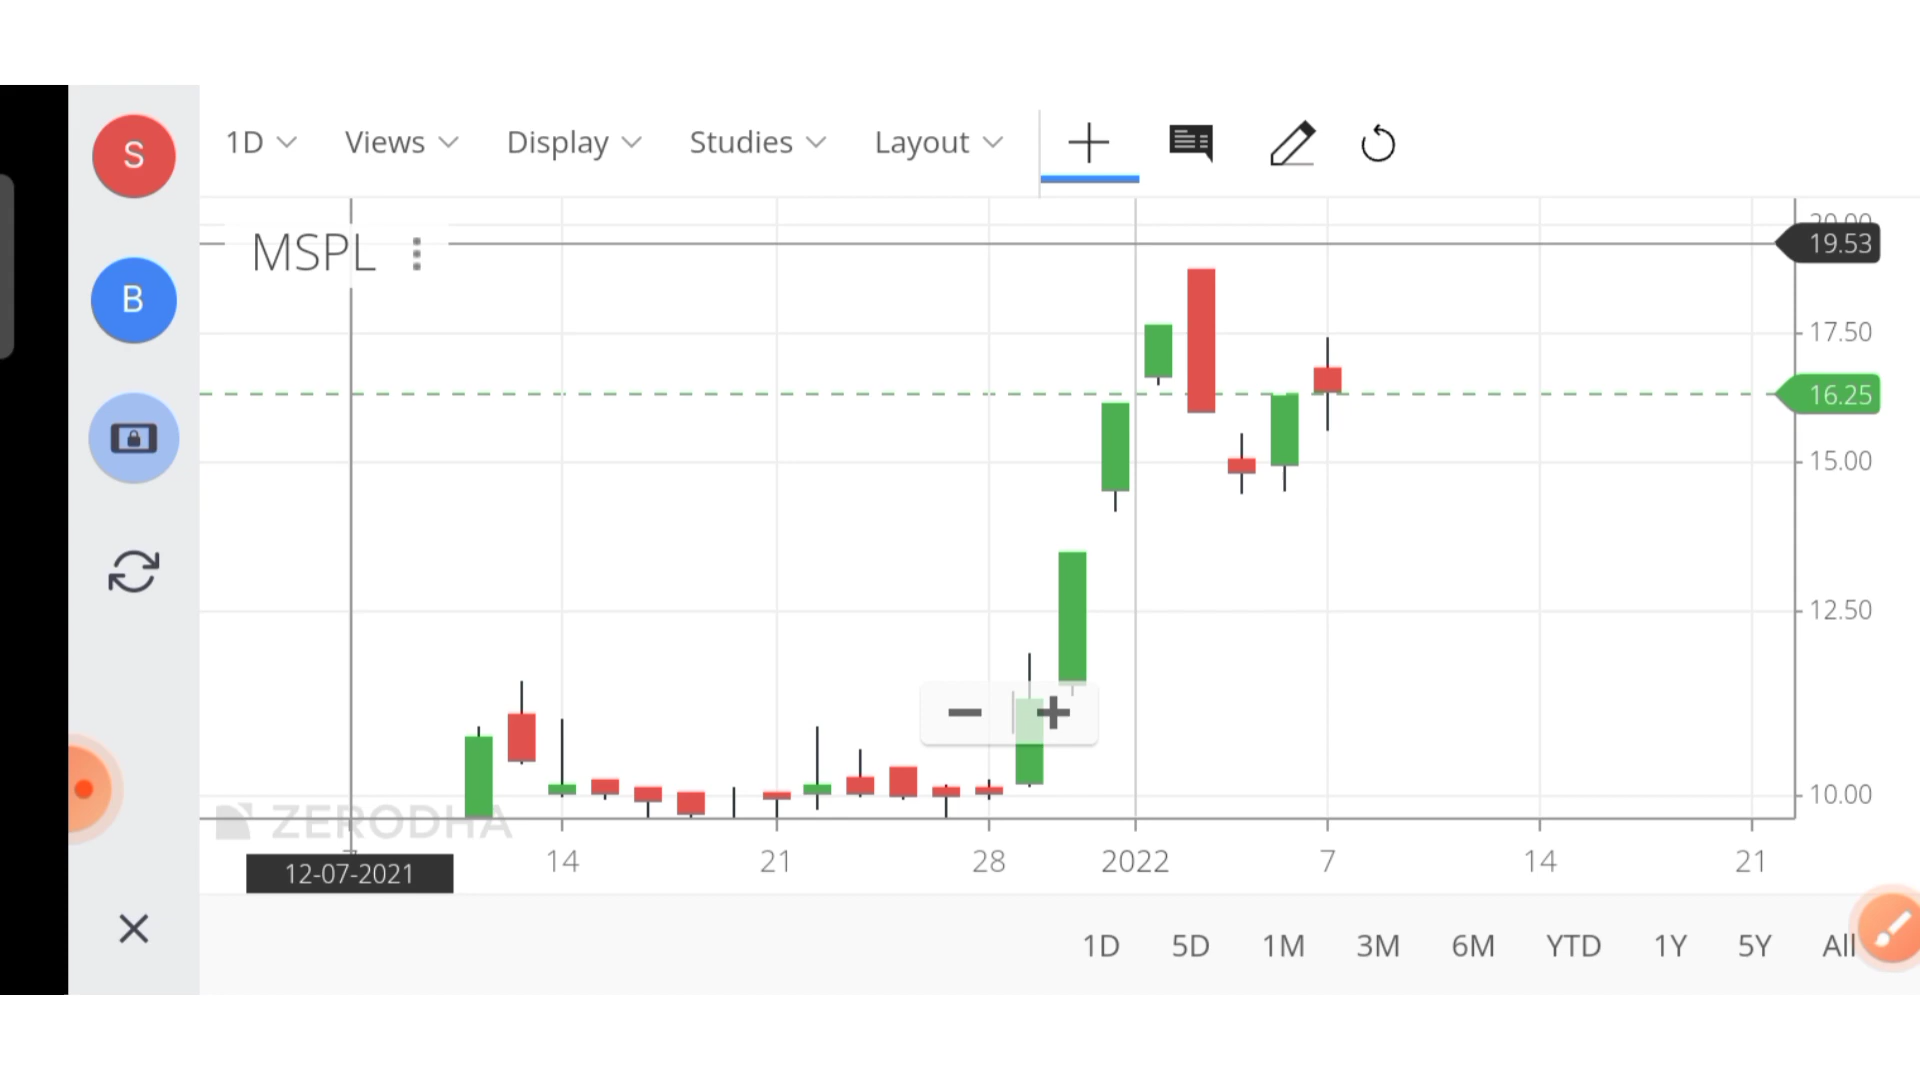 S
1D Views Display Studies Layout
20.00
19.53
MSPL
B
17.50
16.25
15.00
12.50
10.00
ZERODHA
14 21 28 2022 7 14 21
12-07-2021
1D 5D 1M 3M 6M YTD 1Y 5Y All